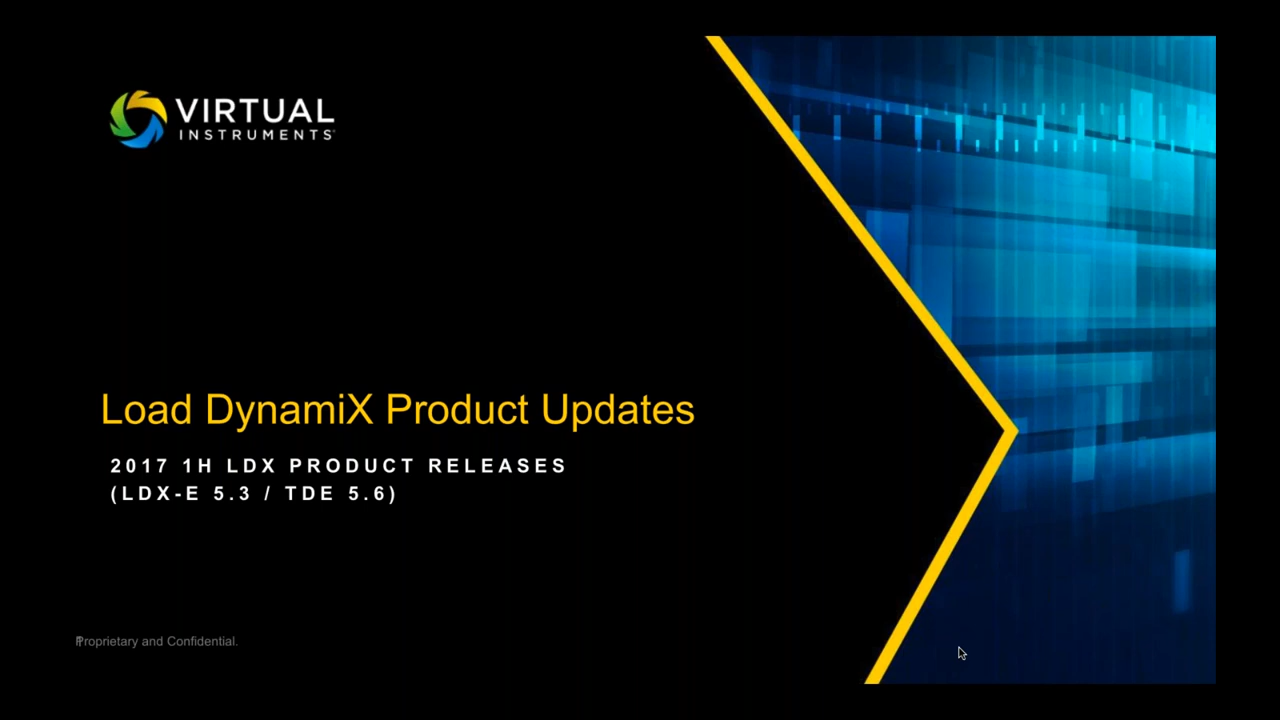 VIRTUAL
INSTRUMENTS
Load DynamiX Product Updates
2017 1H LDX PRODUCT RELEASES
(LDX-E 5.3 / TDE 5.6)
Proprietary and Confidential.